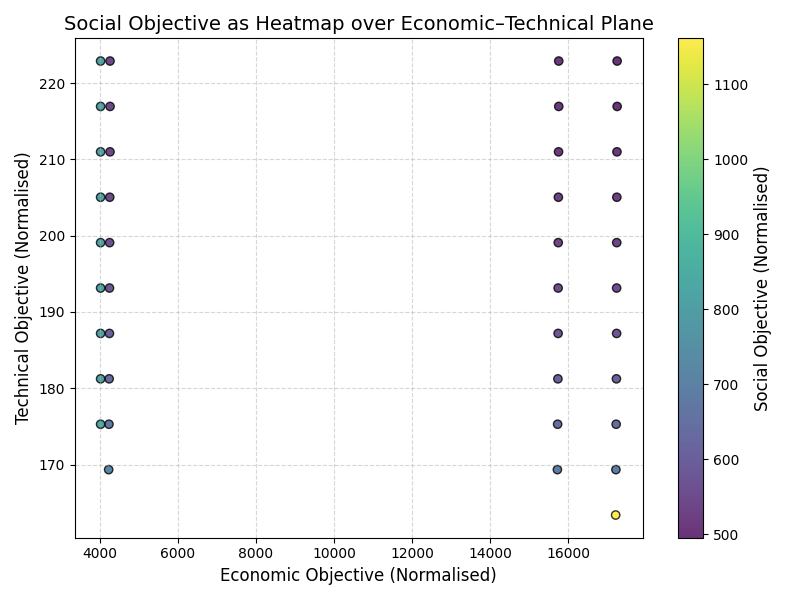 Social Objective as Heatmap over Economic–Technical Plane
Technical Objective (Normalised)
220
210
200
190
180
170
4000 6000 8000 10000 12000 14000 16000
Economic Objective (Normalised)
1100
1000
900
800
700
600
500
Social Objective (Normalised)